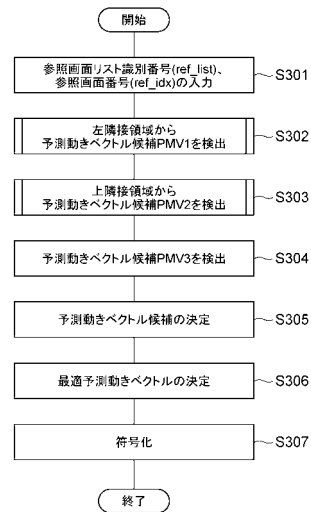 開始
参照画面リスト識別番号(ref_list)、
参照画面番号(ref_idx)の入力
S301
左隣接領域から
予測動きベクトル候補PMV1を検出
S302
上隣接領域から
予測動きベクトル候補PMV2を検出
S303
予測動きベクトル候補PMV3を検出
S304
予測動きベクトル候補の決定
S305
最適予測動きベクトルの決定
S306
符号化
S307
終了